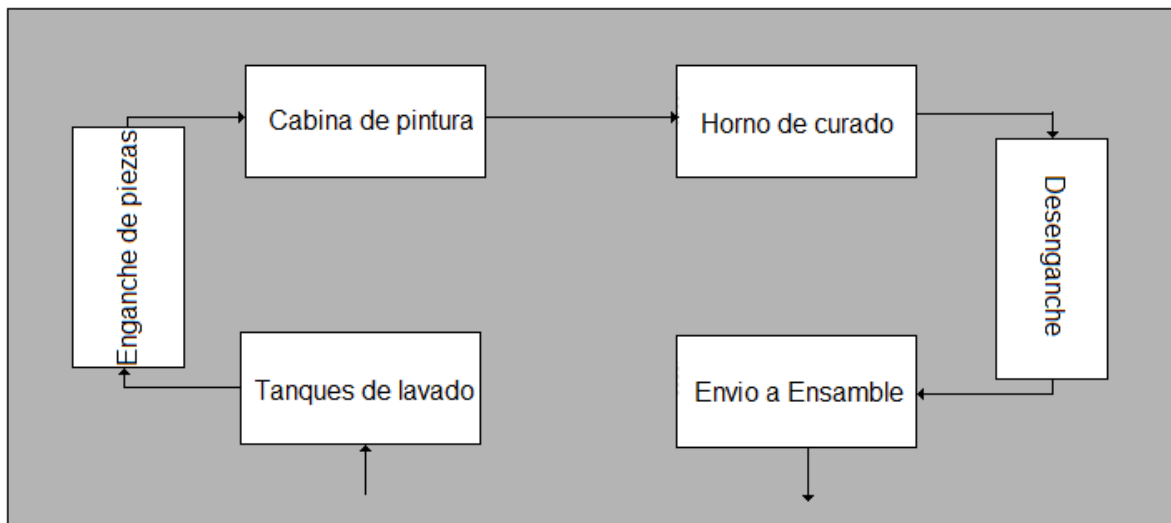 Cabina de pintura
Horno de curado
Enganche de piezas
Desenganche
Tanques de lavado
Envio a Ensamble